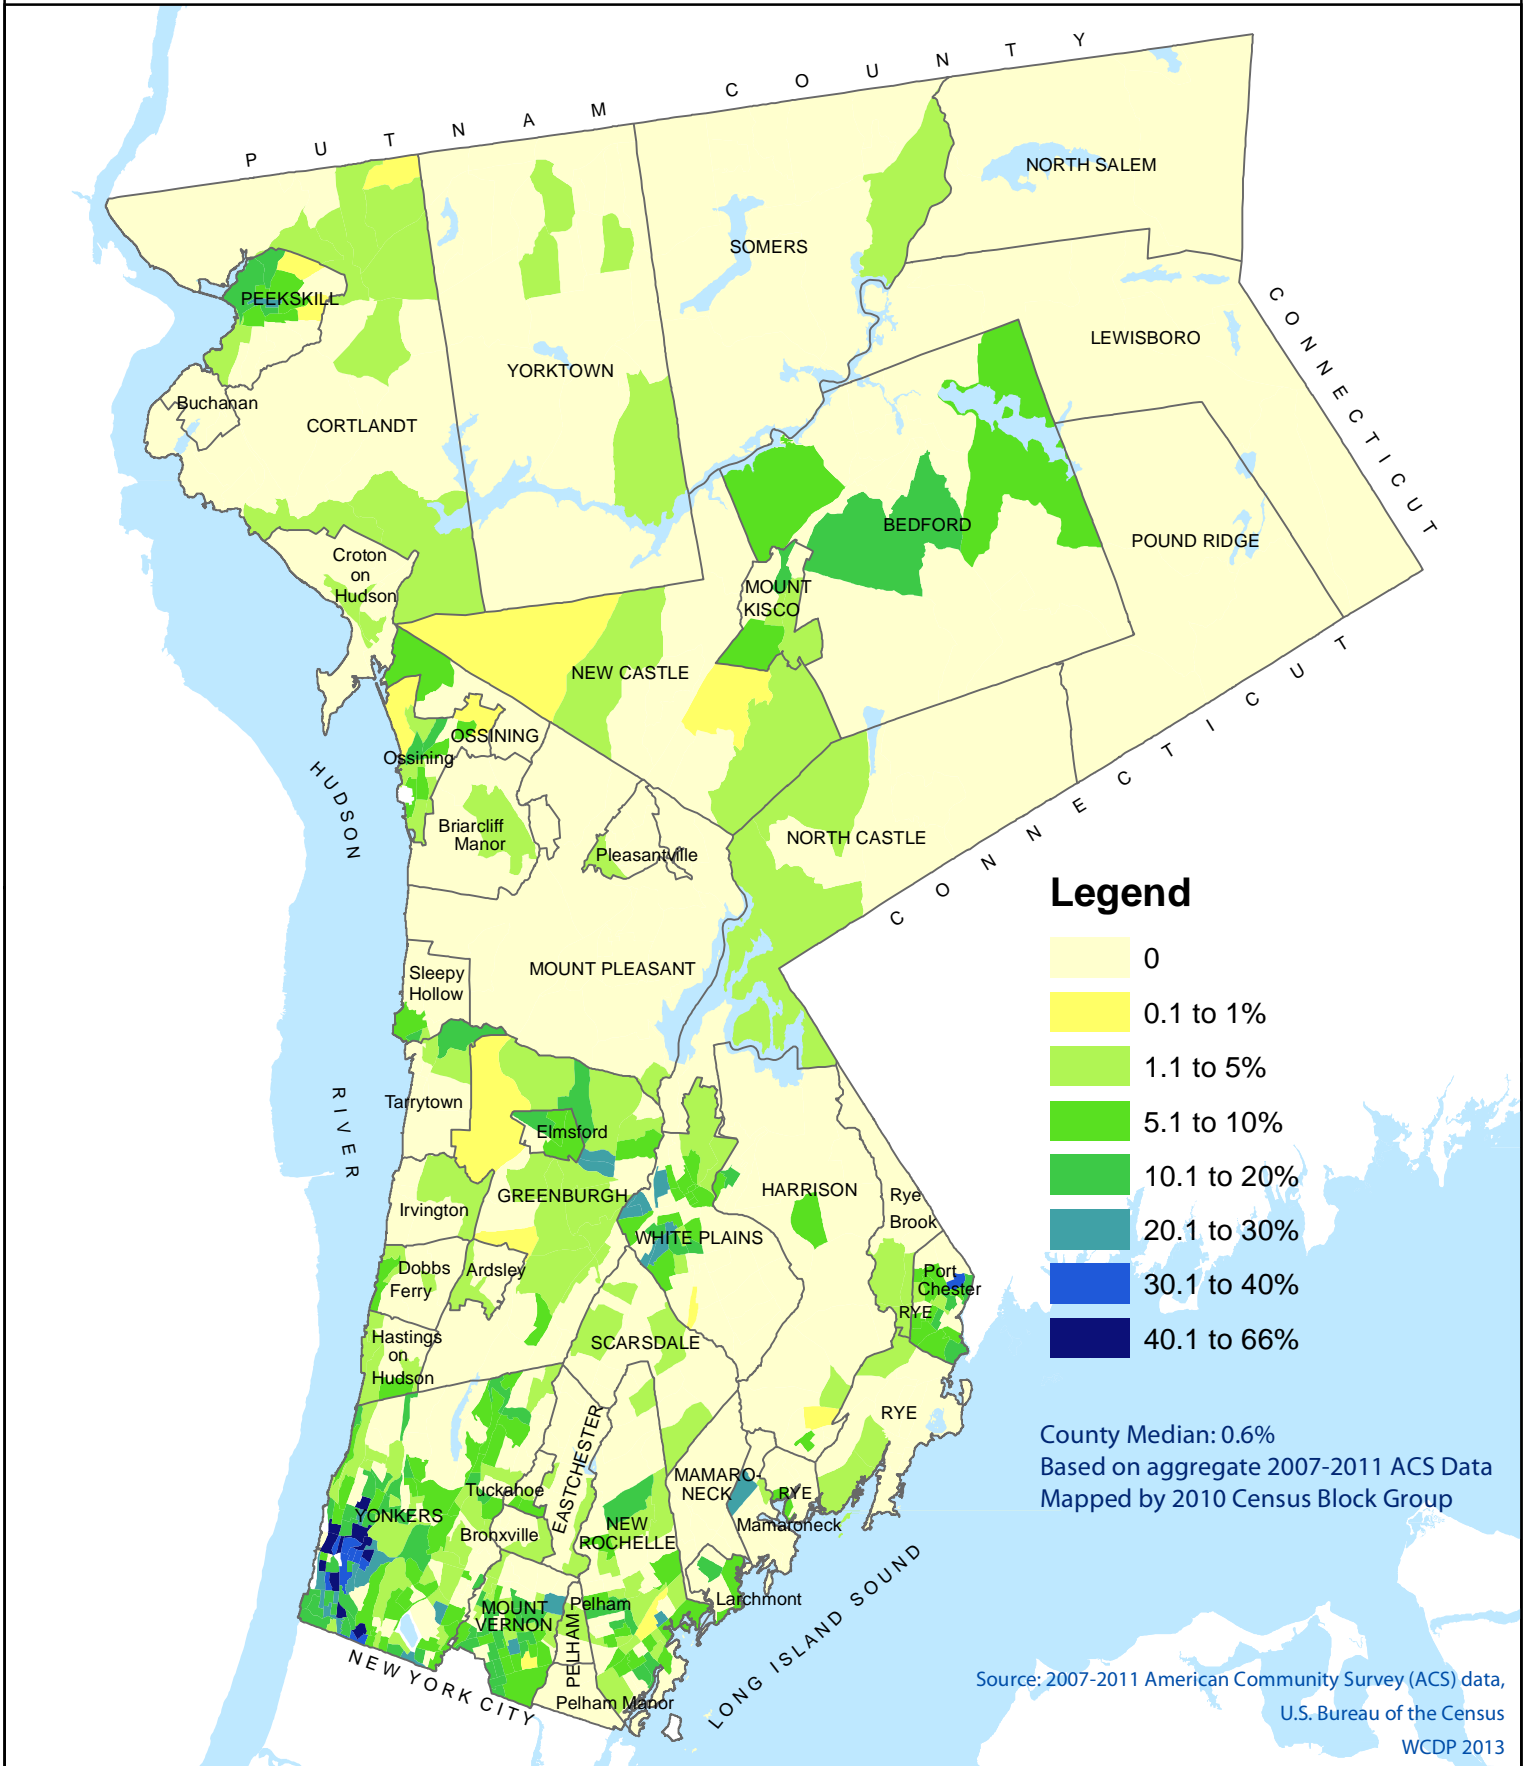 PUTNAM COUNTY
NORTH SALEM
SOMERS
PEEKSKILL
LEWISBORO
CONNECTICUT
YORKTOWN
Buchanan
CORTLANDT
BEDFORD
POUND RIDGE
Croton
on
Hudson
MOUNT
KISCO
NEW CASTLE
CONNECTICUT
OSSINING
Ossining
HUDSON
RIVER
Briarcliff
Manor
Pleasantville
NORTH CASTLE
Sleepy
Hollow
MOUNT PLEASANT
Tarrytown
Elmsford
Irvington
GREENBURGH
HARRISON
Rye
Brook
WHITE PLAINS
Dobbs
Ferry
Ardsley
Port
Chester
RYE
Hastings
on
Hudson
SCARSDALE
RYE
EASTCHESTER
Tuckahoe
MAMARO-
NECK
RYE
YONKERS
Bronxville
NEW
ROCHELLE
Mamaroneck
MOUNT
VERNON
Pelham
PELHAM
Larchmont
Pelham Manor
NEW YORK CITY
LONG ISLAND SOUND
Legend
0
0.1 to 1%
1.1 to 5%
5.1 to 10%
10.1 to 20%
20.1 to 30%
30.1 to 40%
40.1 to 66%
County Median: 0.6%
Based on aggregate 2007-2011 ACS Data
Mapped by 2010 Census Block Group
Source: 2007-2011 American Community Survey (ACS) data,
U.S. Bureau of the Census
WCDP 2013